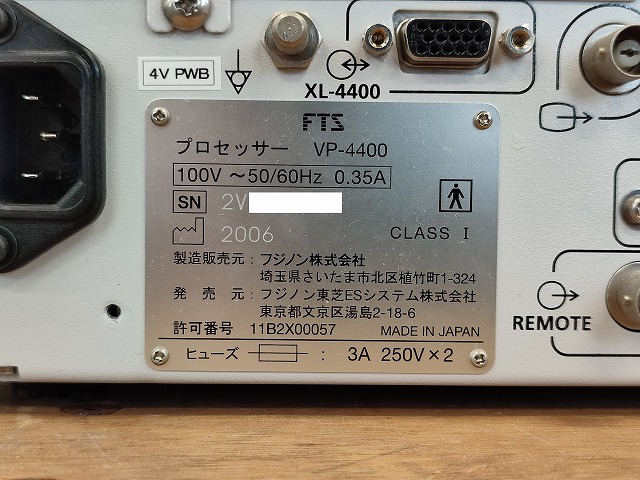 4V PWB
XL-4400
FTS
プロセッサー VP-4400
100V ～50/60Hz 0.35A
SN 2V
2006
CLASS I
製造販売元：フジノン株式会社
埼玉県さいたま市北区植竹町1-324
発 売 元：フジノン東芝ESシステム株式会社
東京都文京区湯島2-18-6
許可番号 11B2X00057 MADE IN JAPAN
ヒューズ : 3A 250V×2
REMOTE